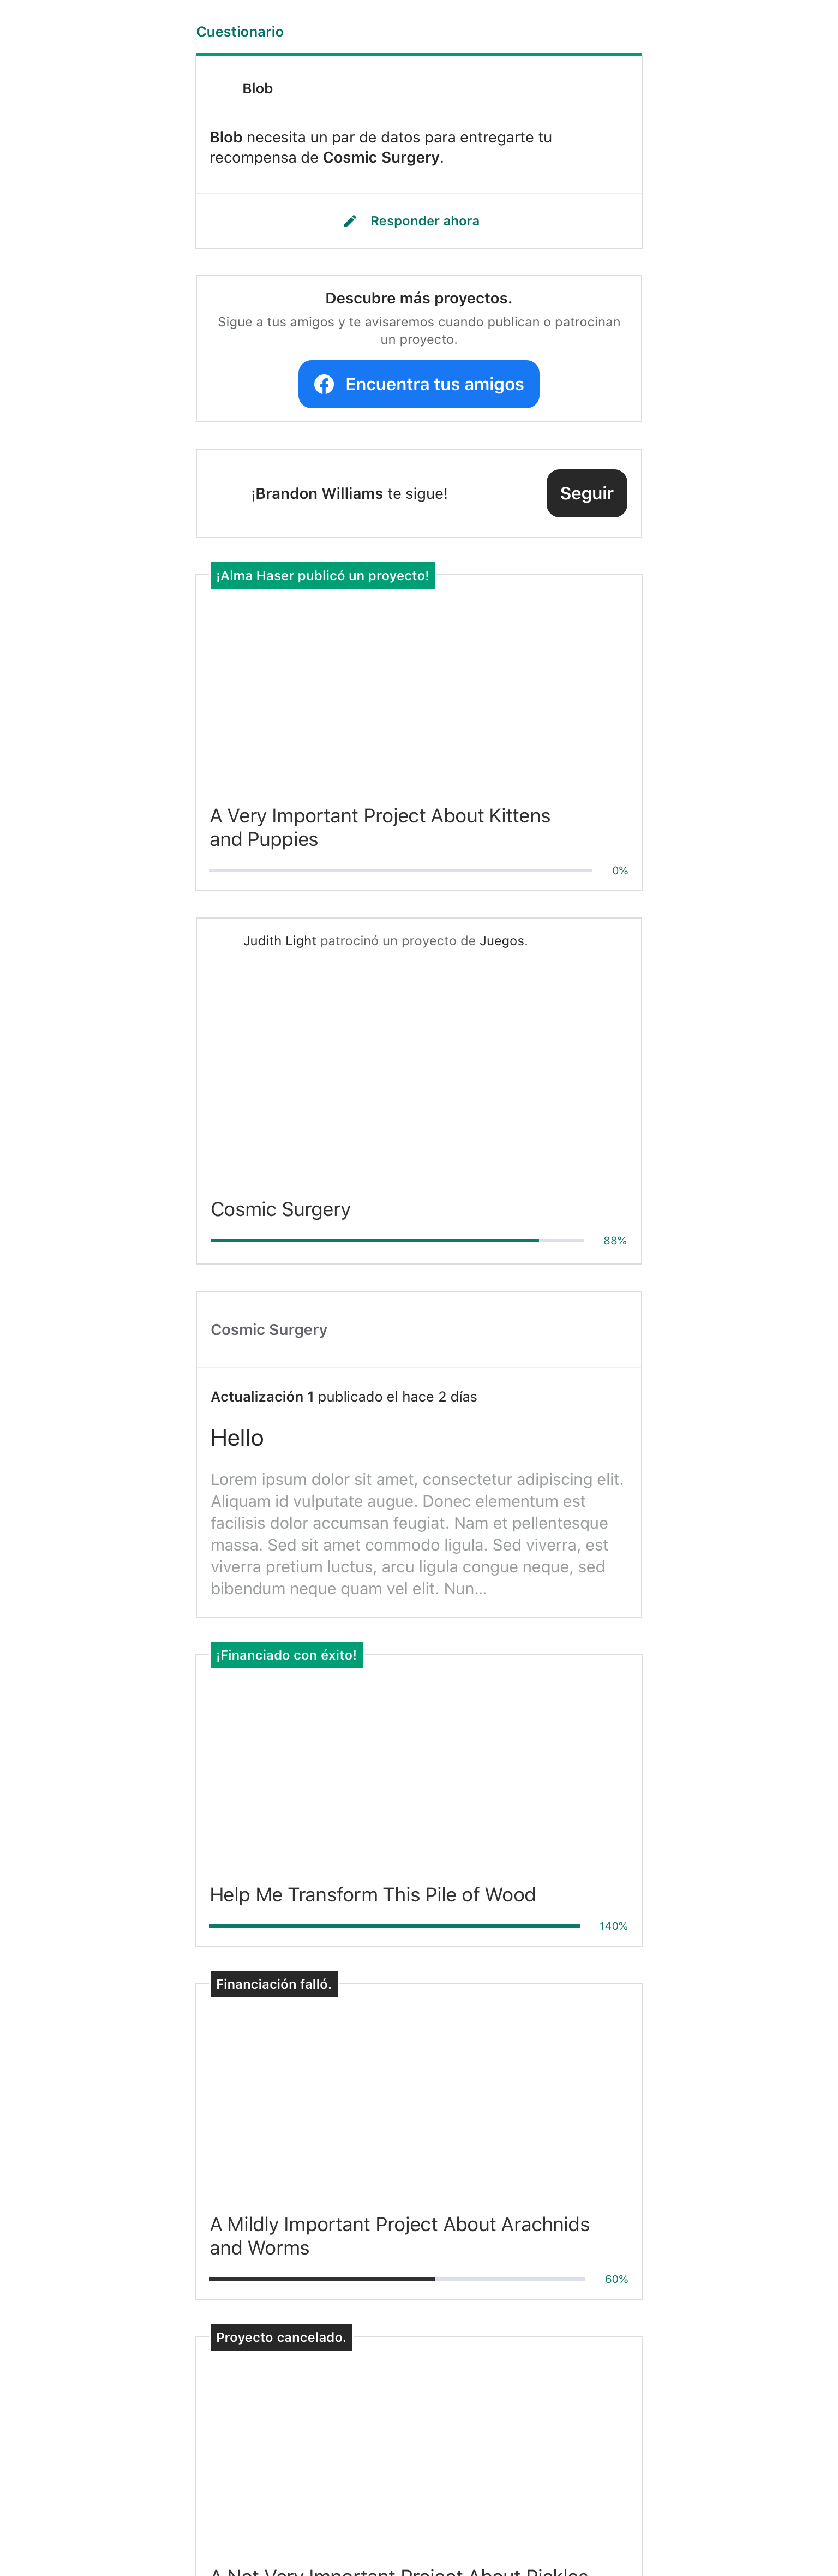 Cuestionario
Blob
Blob necesita un par de datos para entregarte tu
recompensa de Cosmic Surgery.
Responder ahora
Descubre más proyectos.
Sigue a tus amigos y te avisaremos cuando publican o patrocinan
un proyecto.
Encuentra tus amigos
¡Brandon Williams te sigue!
Seguir
¡Alma Haser publicó un proyecto!
A Very Important Project About Kittens
and Puppies
0%
Judith Light patrocinó un proyecto de Juegos.
Cosmic Surgery
88%
Cosmic Surgery
Actualización 1 publicado el hace 2 días
Hello
Lorem ipsum dolor sit amet, consectetur adipiscing elit.
Aliquam id vulputate augue. Donec elementum est
facilisis dolor accumsan feugiat. Nam et pellentesque
massa. Sed sit amet commodo ligula. Sed viverra, est
viverra pretium luctus, arcu ligula congue neque, sed
bibendum neque quam vel elit. Nun...
¡Financiado con éxito!
Help Me Transform This Pile of Wood
140%
Financiación falló.
A Mildly Important Project About Arachnids
and Worms
60%
Proyecto cancelado.
A Not Very Important Project About Pickles